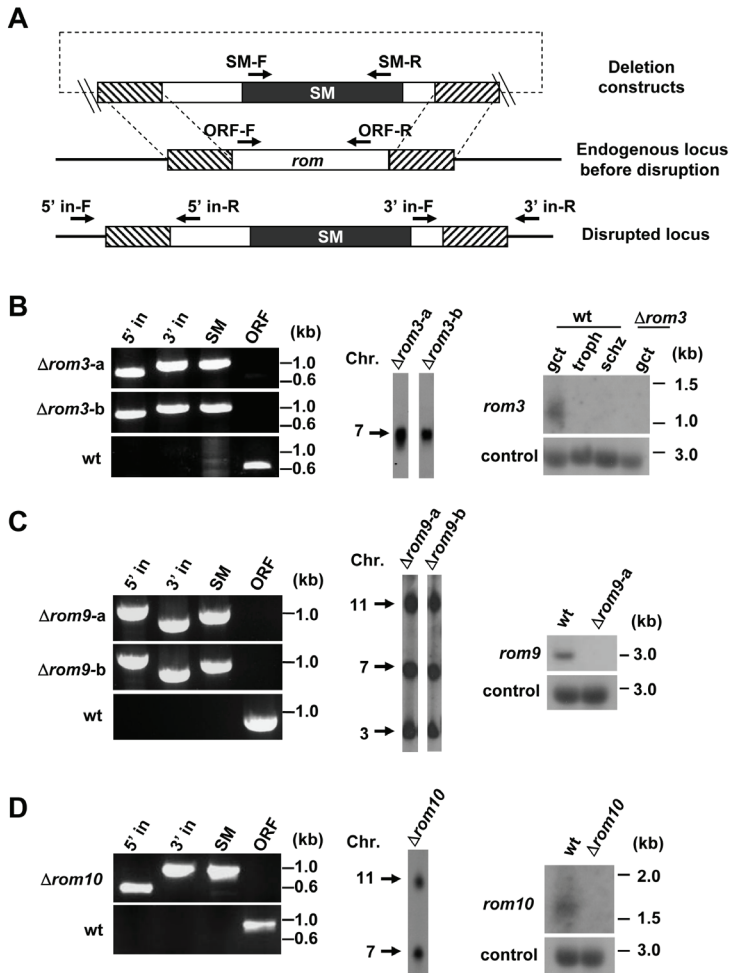 A
SM-F SM-R
SM
Deletion
constructs
ORF-F ORF-R
rom
Endogenous locus
before disruption
5’ in-F 5’ in-R 3’ in-F 3’ in-R
SM
Disrupted locus
B
5’ in 3’ in SM ORF (kb)
Δrom3-a
1.0
0.6
Δrom3-b
1.0
0.6
wt
1.0
0.6
Chr. Δrom3-a Δrom3-b
7
wt Δrom3
gct troph schz gct (kb)
rom3
1.5
1.0
control 3.0
C
5’ in 3’ in SM ORF (kb)
Δrom9-a 1.0
Δrom9-b 1.0
wt 1.0
Chr. Δrom9-a Δrom9-b
11
7
3
wt Δrom9-a (kb)
rom9 3.0
control 3.0
D
5’ in 3’ in SM ORF (kb)
Δrom10
1.0
0.6
wt
1.0
0.6
Chr. Δrom10
11
7
wt Δrom10 (kb)
rom10
2.0
1.5
control 3.0